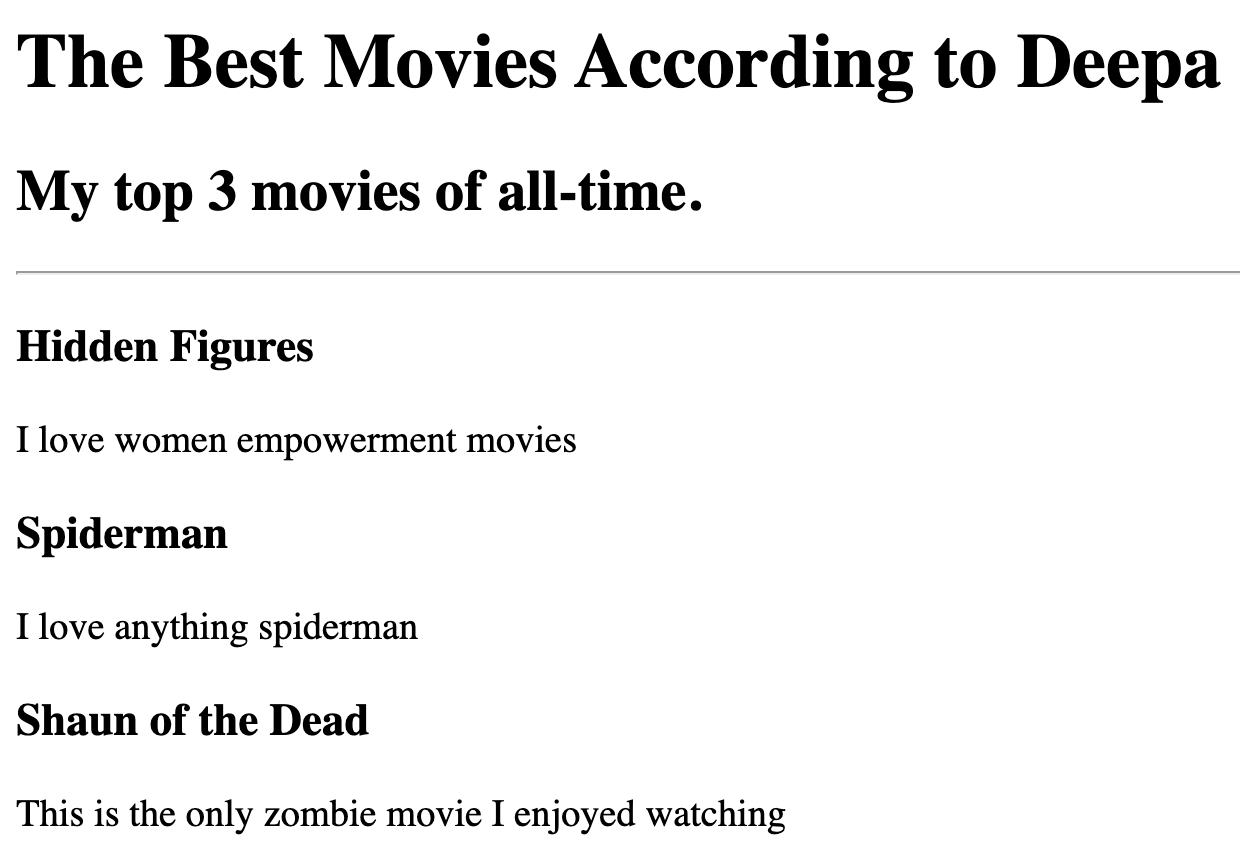 The Best Movies According to Deepa
My top 3 movies of all-time.
Hidden Figures
I love women empowerment movies
Spiderman
I love anything spiderman
Shaun of the Dead
This is the only zombie movie I enjoyed watching